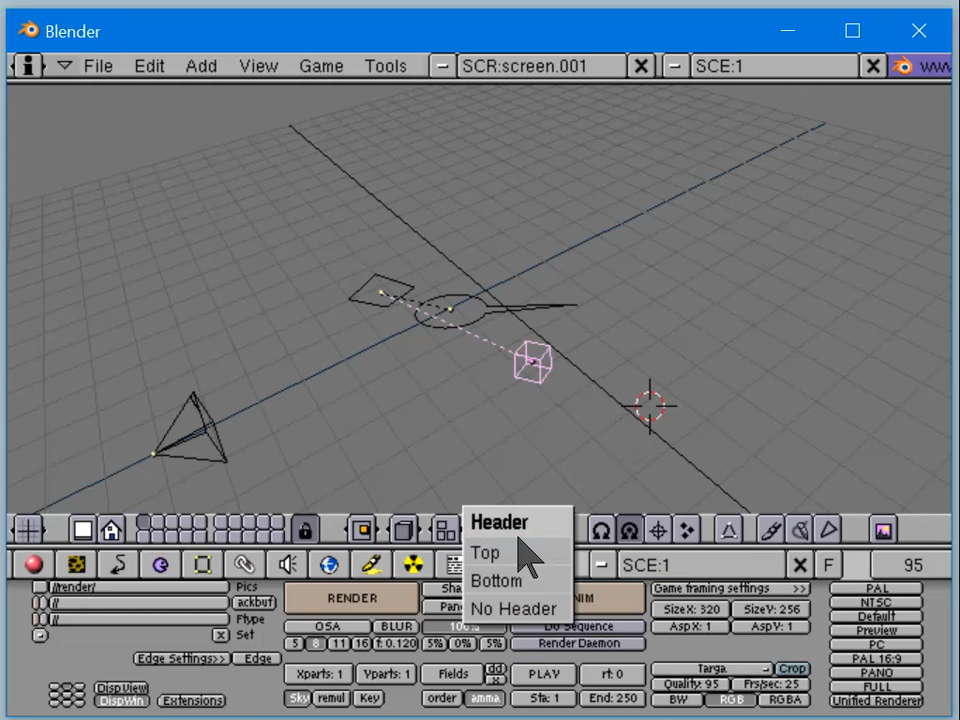 Blender
File Edit Add View Game Tools SCR:screen.001 X SCE:1 X
Header
Top
Bottom
No Header
SCE:1 X F 95
//render/ Pics
// ackbuf
// Ftype
X Set
Edge Settings>> Edge
DispView
DispWin Extensions
RENDER
OSA BLUR 100%
5 8 11 16 f: 0.120 5% 0% 5%
Xparts: 1 Yparts: 1 Fields dd
x
Sky remul Key order amma
Do Sequence
Render Daemon
PLAY rt: 0
Sta: 1 End: 250
Game framing settings >>
SizeX: 320 SizeY: 256
AspX: 1 AspY: 1
Targa Crop
Quality: 95 Frs/sec: 25
BW RGB RGBA
PAL
NTSC
Default
Preview
PC
PAL 16:9
PANO
FULL
Unified Renderer